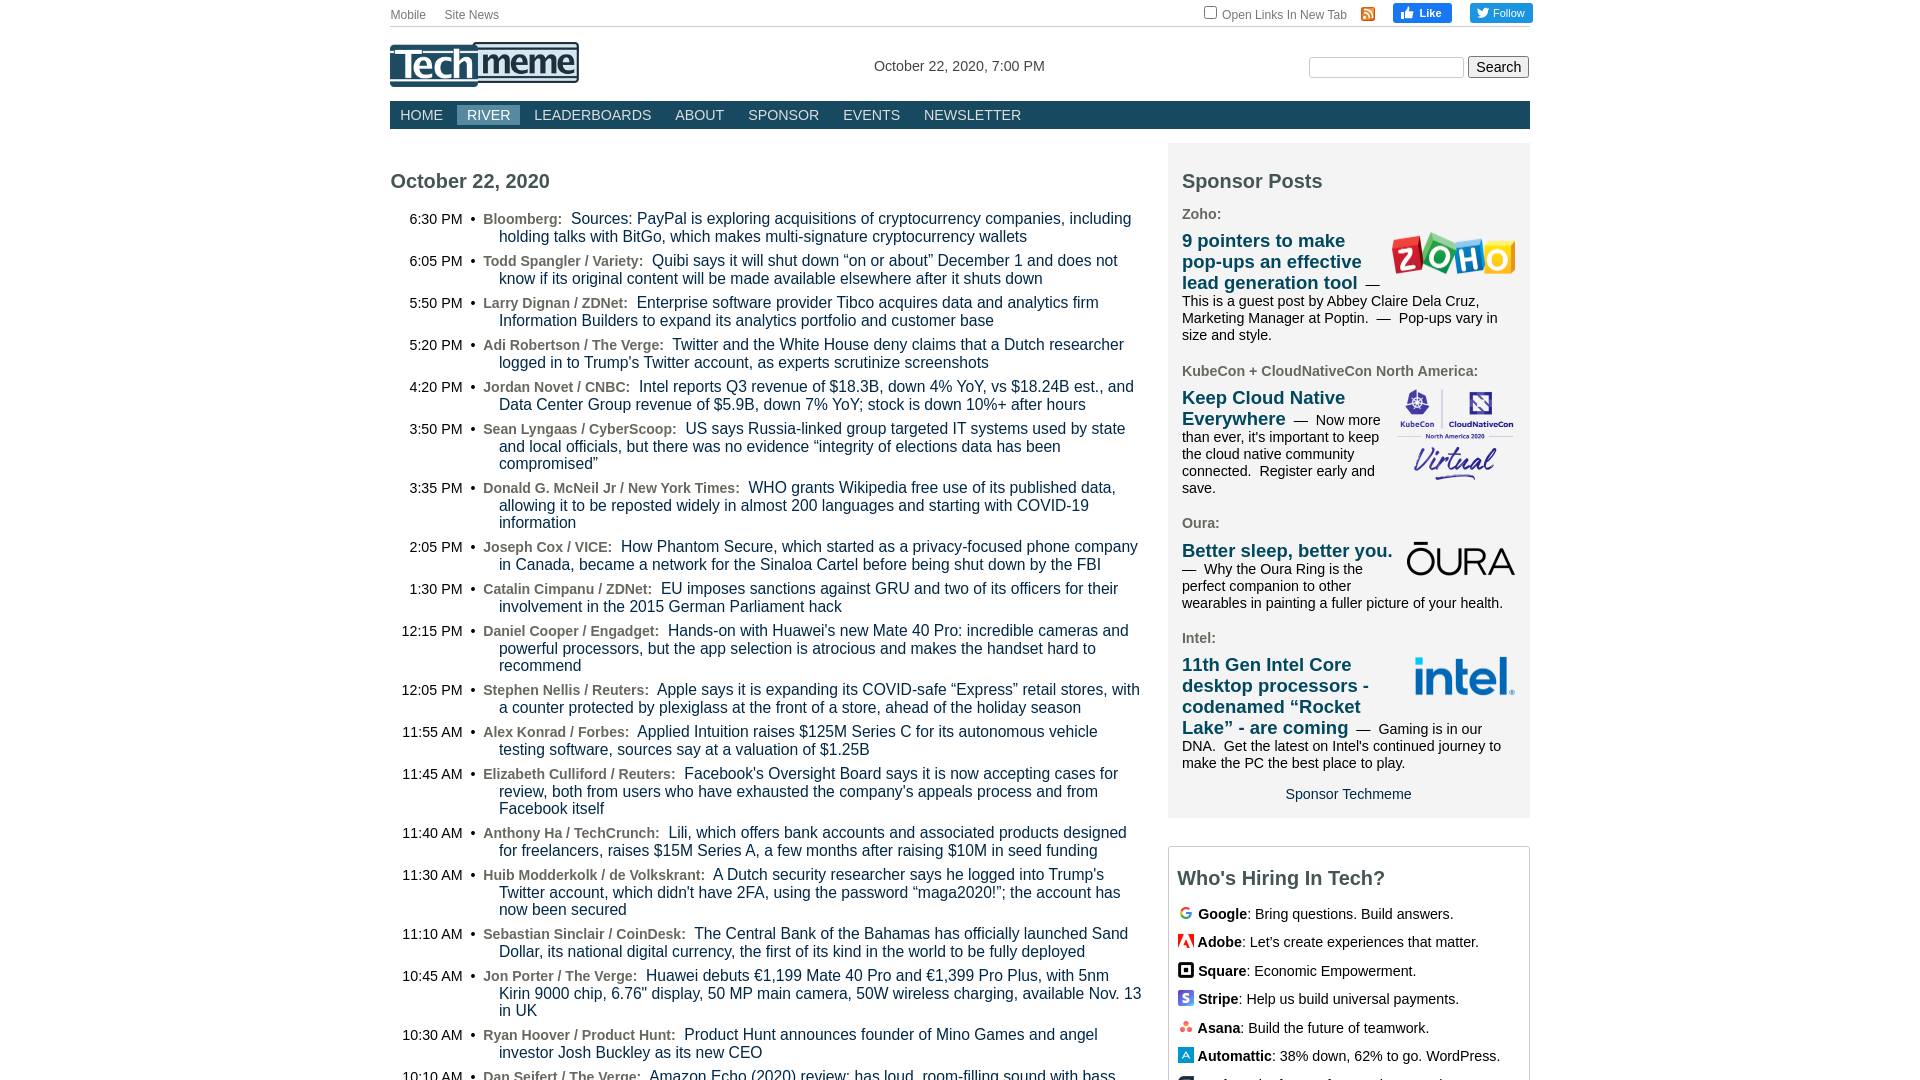 Mobile Site News Open Links In New Tab Like Follow
Techmeme
October 22, 2020, 7:00 PM
Search
HOME RIVER LEADERBOARDS ABOUT SPONSOR EVENTS NEWSLETTER
October 22, 2020
6:30 PM • Bloomberg: Sources: PayPal is exploring acquisitions of cryptocurrency companies, including
holding talks with BitGo, which makes multi-signature cryptocurrency wallets
6:05 PM • Todd Spangler / Variety: Quibi says it will shut down “on or about” December 1 and does not
know if its original content will be made available elsewhere after it shuts down
5:50 PM • Larry Dignan / ZDNet: Enterprise software provider Tibco acquires data and analytics firm
Information Builders to expand its analytics portfolio and customer base
5:20 PM • Adi Robertson / The Verge: Twitter and the White House deny claims that a Dutch researcher
logged in to Trump's Twitter account, as experts scrutinize screenshots
4:20 PM • Jordan Novet / CNBC: Intel reports Q3 revenue of $18.3B, down 4% YoY, vs $18.24B est., and
Data Center Group revenue of $5.9B, down 7% YoY; stock is down 10%+ after hours
3:50 PM • Sean Lyngaas / CyberScoop: US says Russia-linked group targeted IT systems used by state
and local officials, but there was no evidence “integrity of elections data has been
compromised”
3:35 PM • Donald G. McNeil Jr / New York Times: WHO grants Wikipedia free use of its published data,
allowing it to be reposted widely in almost 200 languages and starting with COVID-19
information
2:05 PM • Joseph Cox / VICE: How Phantom Secure, which started as a privacy-focused phone company
in Canada, became a network for the Sinaloa Cartel before being shut down by the FBI
1:30 PM • Catalin Cimpanu / ZDNet: EU imposes sanctions against GRU and two of its officers for their
involvement in the 2015 German Parliament hack
12:15 PM • Daniel Cooper / Engadget: Hands-on with Huawei's new Mate 40 Pro: incredible cameras and
powerful processors, but the app selection is atrocious and makes the handset hard to
recommend
12:05 PM • Stephen Nellis / Reuters: Apple says it is expanding its COVID-safe “Express” retail stores, with
a counter protected by plexiglass at the front of a store, ahead of the holiday season
11:55 AM • Alex Konrad / Forbes: Applied Intuition raises $125M Series C for its autonomous vehicle
testing software, sources say at a valuation of $1.25B
11:45 AM • Elizabeth Culliford / Reuters: Facebook's Oversight Board says it is now accepting cases for
review, both from users who have exhausted the company's appeals process and from
Facebook itself
11:40 AM • Anthony Ha / TechCrunch: Lili, which offers bank accounts and associated products designed
for freelancers, raises $15M Series A, a few months after raising $10M in seed funding
11:30 AM • Huib Modderkolk / de Volkskrant: A Dutch security researcher says he logged into Trump's
Twitter account, which didn't have 2FA, using the password “maga2020!”; the account has
now been secured
11:10 AM • Sebastian Sinclair / CoinDesk: The Central Bank of the Bahamas has officially launched Sand
Dollar, its national digital currency, the first of its kind in the world to be fully deployed
10:45 AM • Jon Porter / The Verge: Huawei debuts €1,199 Mate 40 Pro and €1,399 Pro Plus, with 5nm
Kirin 9000 chip, 6.76" display, 50 MP main camera, 50W wireless charging, available Nov. 13
in UK
10:30 AM • Ryan Hoover / Product Hunt: Product Hunt announces founder of Mino Games and angel
investor Josh Buckley as its new CEO
10:10 AM • Dan Seifert / The Verge: Amazon Echo (2020) review: has loud, room-filling sound with bass
Sponsor Posts
Zoho:
ZOHO
9 pointers to make
pop-ups an effective
lead generation tool —
This is a guest post by Abbey Claire Dela Cruz,
Marketing Manager at Poptin. — Pop-ups vary in
size and style.
KubeCon + CloudNativeCon North America:
KubeCon CloudNativeCon
North America 2020
Virtual
Keep Cloud Native
Everywhere — Now more
than ever, it's important to keep
the cloud native community
connected. Register early and
save.
Oura:
ŌURA
Better sleep, better you.
— Why the Oura Ring is the
perfect companion to other
wearables in painting a fuller picture of your health.
Intel:
intel®
11th Gen Intel Core
desktop processors -
codenamed “Rocket
Lake” - are coming — Gaming is in our
DNA. Get the latest on Intel's continued journey to
make the PC the best place to play.
Sponsor Techmeme
Who's Hiring In Tech?
Google: Bring questions. Build answers.
Adobe: Let’s create experiences that matter.
Square: Economic Empowerment.
Stripe: Help us build universal payments.
Asana: Build the future of teamwork.
Automattic: 38% down, 62% to go. WordPress.